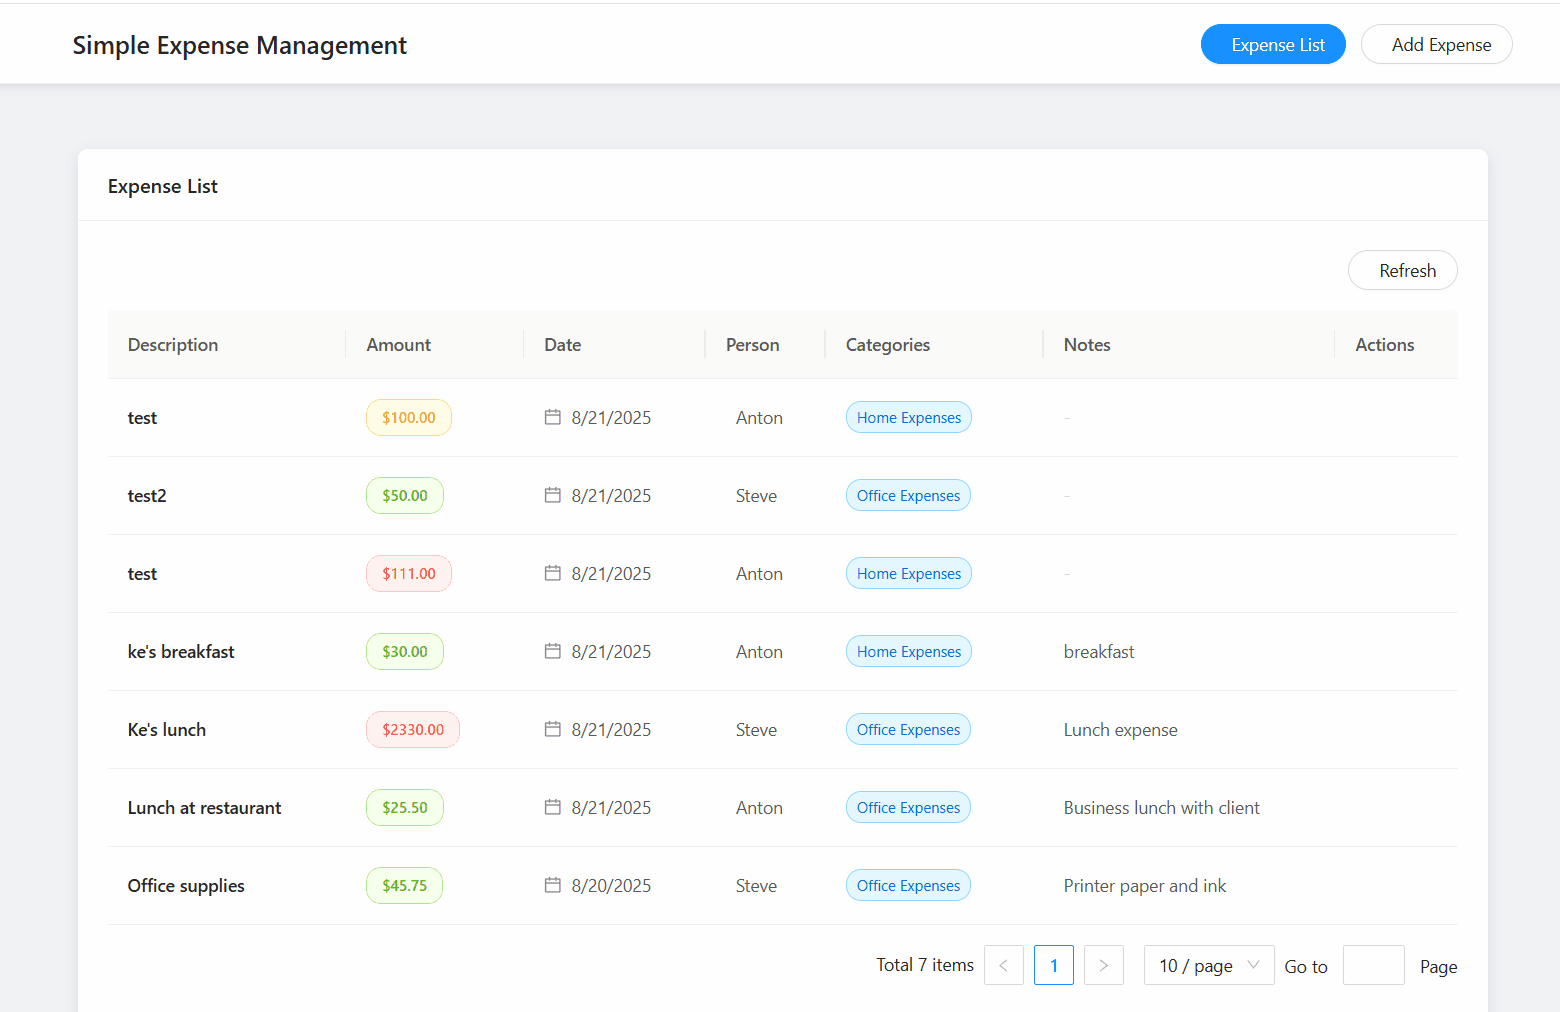 Simple Expense Management
Expense List
Add Expense
Expense List
Refresh
Description Amount Date Person Categories Notes Actions
test $100.00 8/21/2025 Anton Home Expenses -
test2 $50.00 8/21/2025 Steve Office Expenses -
test $111.00 8/21/2025 Anton Home Expenses -
ke's breakfast $30.00 8/21/2025 Anton Home Expenses breakfast
Ke's lunch $2330.00 8/21/2025 Steve Office Expenses Lunch expense
Lunch at restaurant $25.50 8/21/2025 Anton Office Expenses Business lunch with client
Office supplies $45.75 8/20/2025 Steve Office Expenses Printer paper and ink
Total 7 items < 1 > 10 / page Go to Page